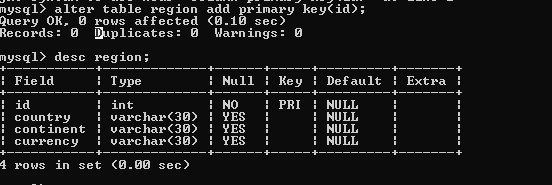 mysql> alter table region add primary key(id);
Query OK, 0 rows affected (0.10 sec)
Records: 0  Duplicates: 0  Warnings: 0
mysql> desc region;
+-----------+-------------+------+-----+---------+-------+
| Field     | Type        | Null | Key | Default | Extra |
+-----------+-------------+------+-----+---------+-------+
| id        | int         | NO   | PRI | NULL    |       |
| country   | varchar(30) | YES  |     | NULL    |       |
| continent | varchar(30) | YES  |     | NULL    |       |
| currency  | varchar(30) | YES  |     | NULL    |       |
+-----------+-------------+------+-----+---------+-------+
4 rows in set (0.00 sec)